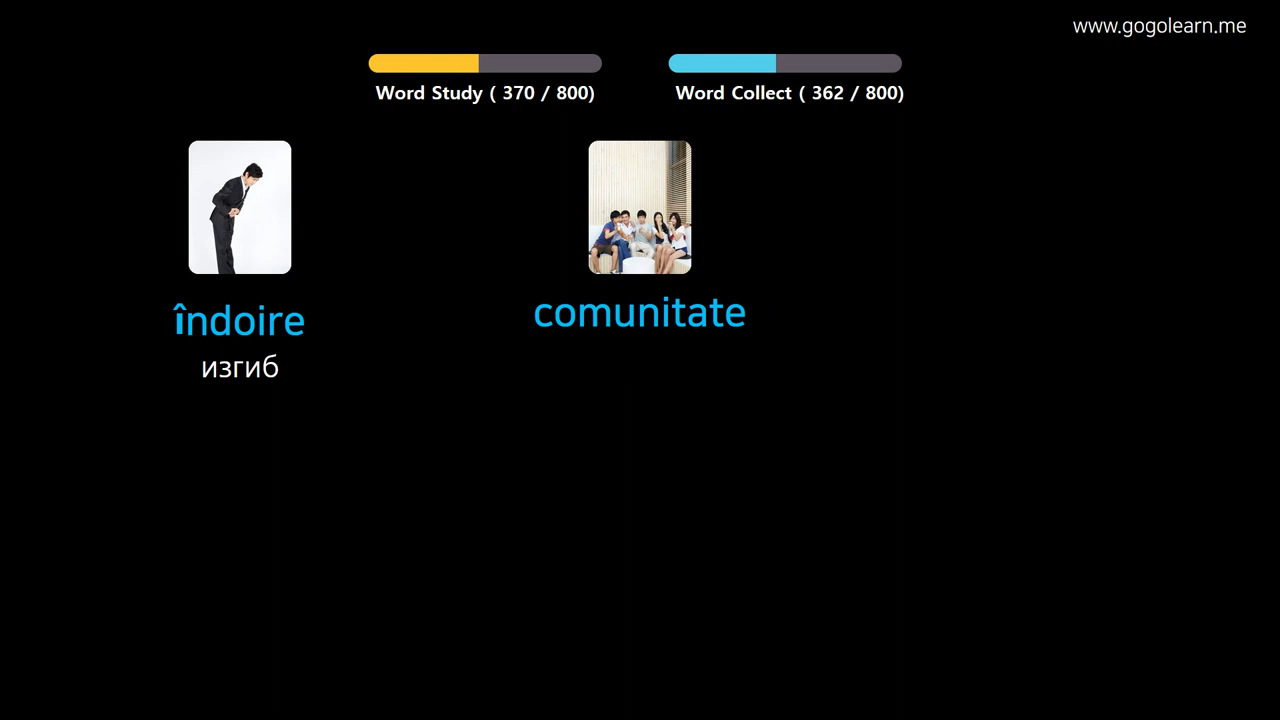 www.gogolearn.me
Word Study ( 370 / 800)
Word Collect ( 362 / 800)
îndoire
изгиб
comunitate